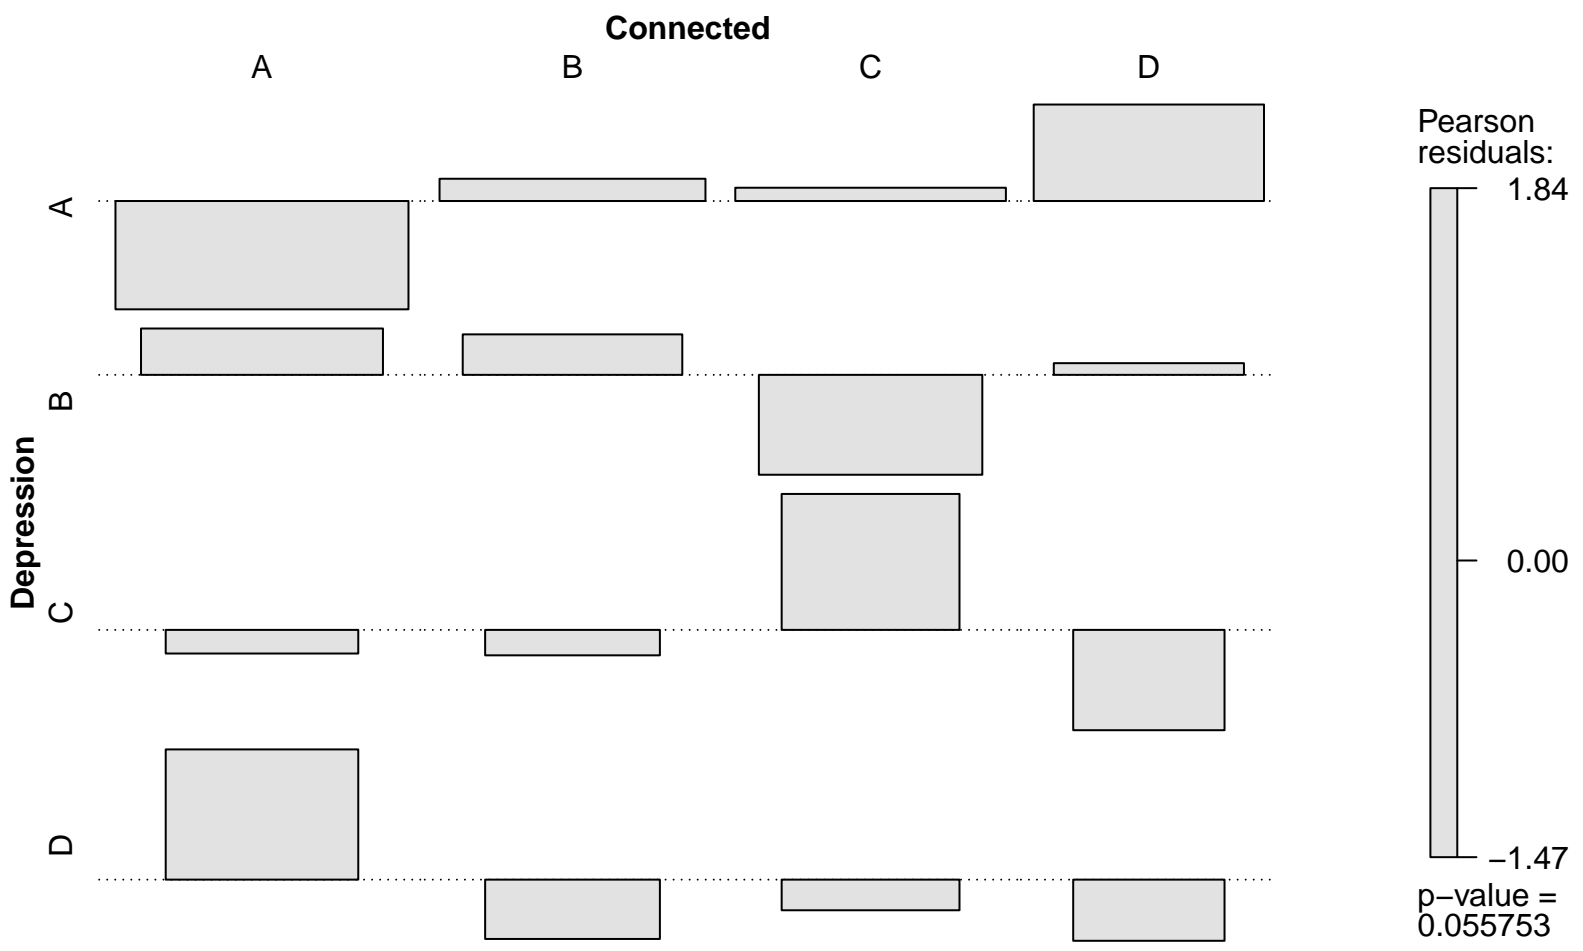 Connected
A B C D
Pearson
residuals:
1.84
0.00
−1.47
p−value =
0.055753
Depression
A
B
C
D